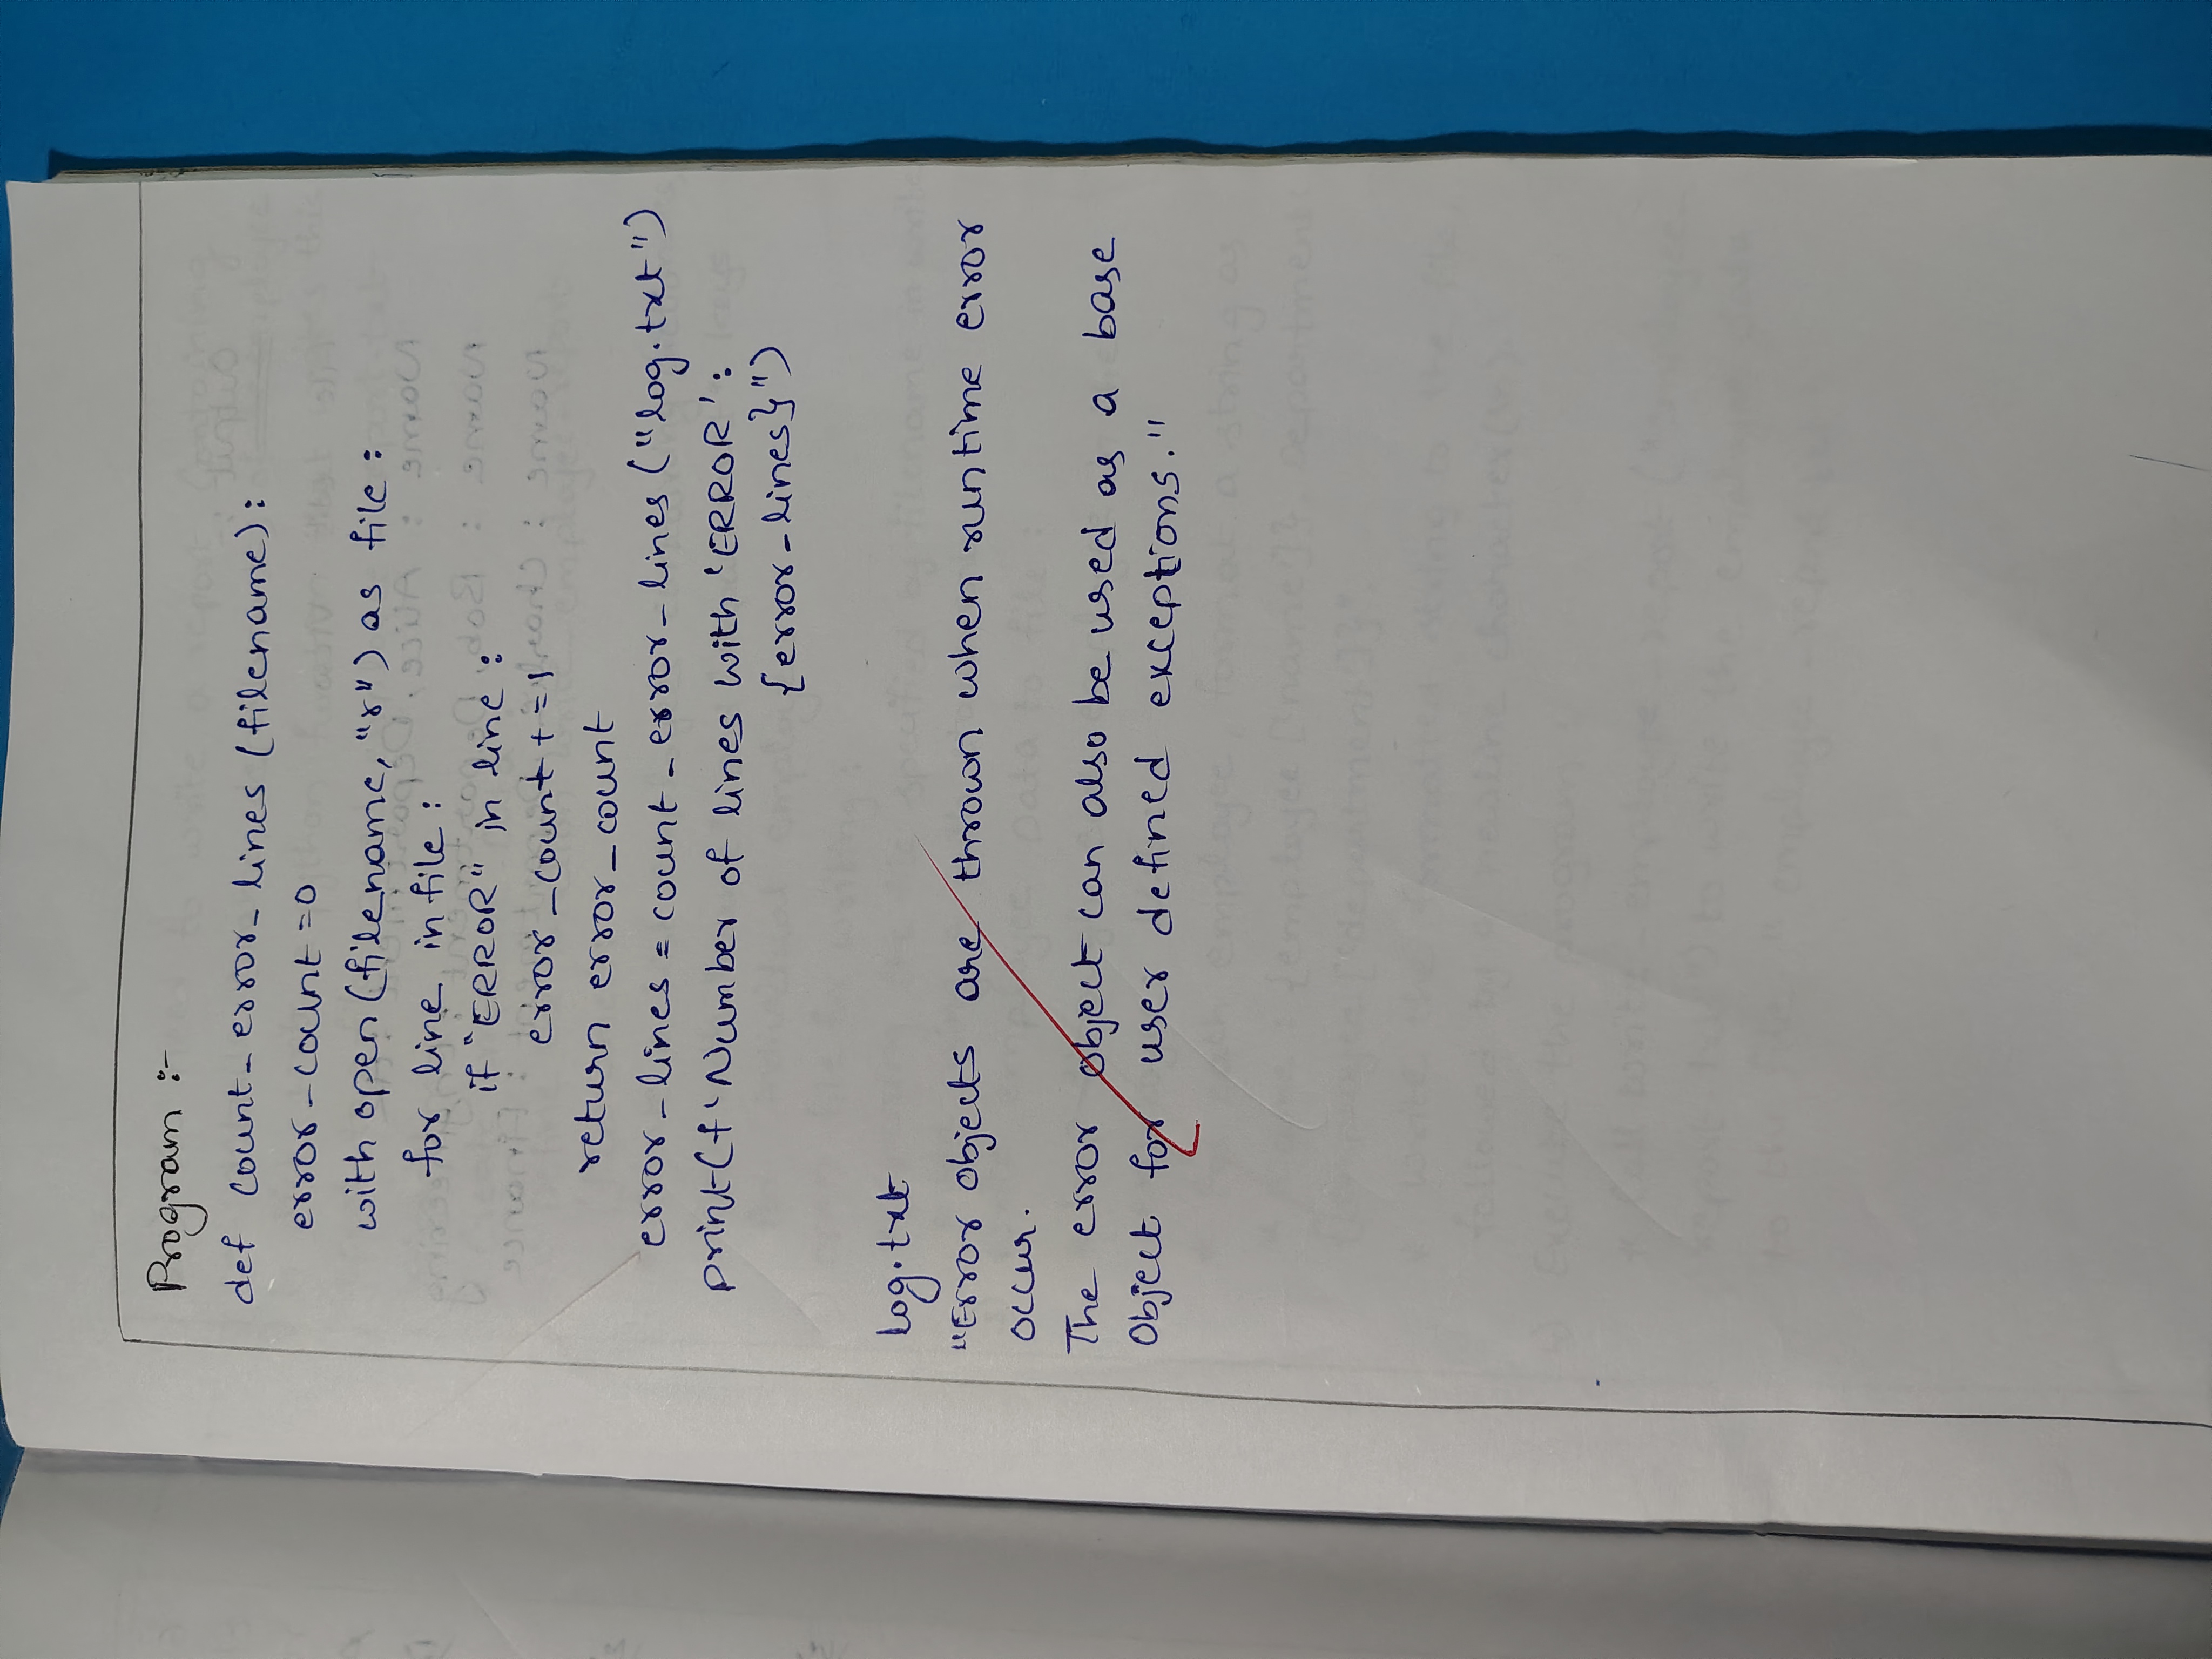 Program :-
def count_error_lines (filename):
error_count =0
with open (filename, "r") as file :
for line in file :
if "ERROR" in line :
error_count + =1
return error_count
error_lines = count_error_lines ("log.txt")
print(f 'Number of lines with 'ERROR' :
{error_lines}")
log.txt
"Error objects are thrown when runtime error
occur.
The error object can also be used as a base
Object for user defined exceptions."